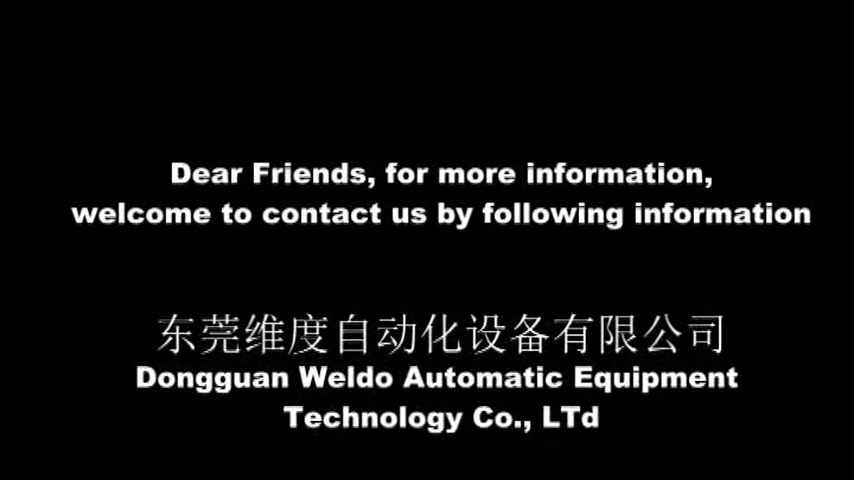 Dear Friends, for more information,
welcome to contact us by following information
东莞维度自动化设备有限公司
Dongguan Weldo Automatic Equipment
Technology Co., LTd